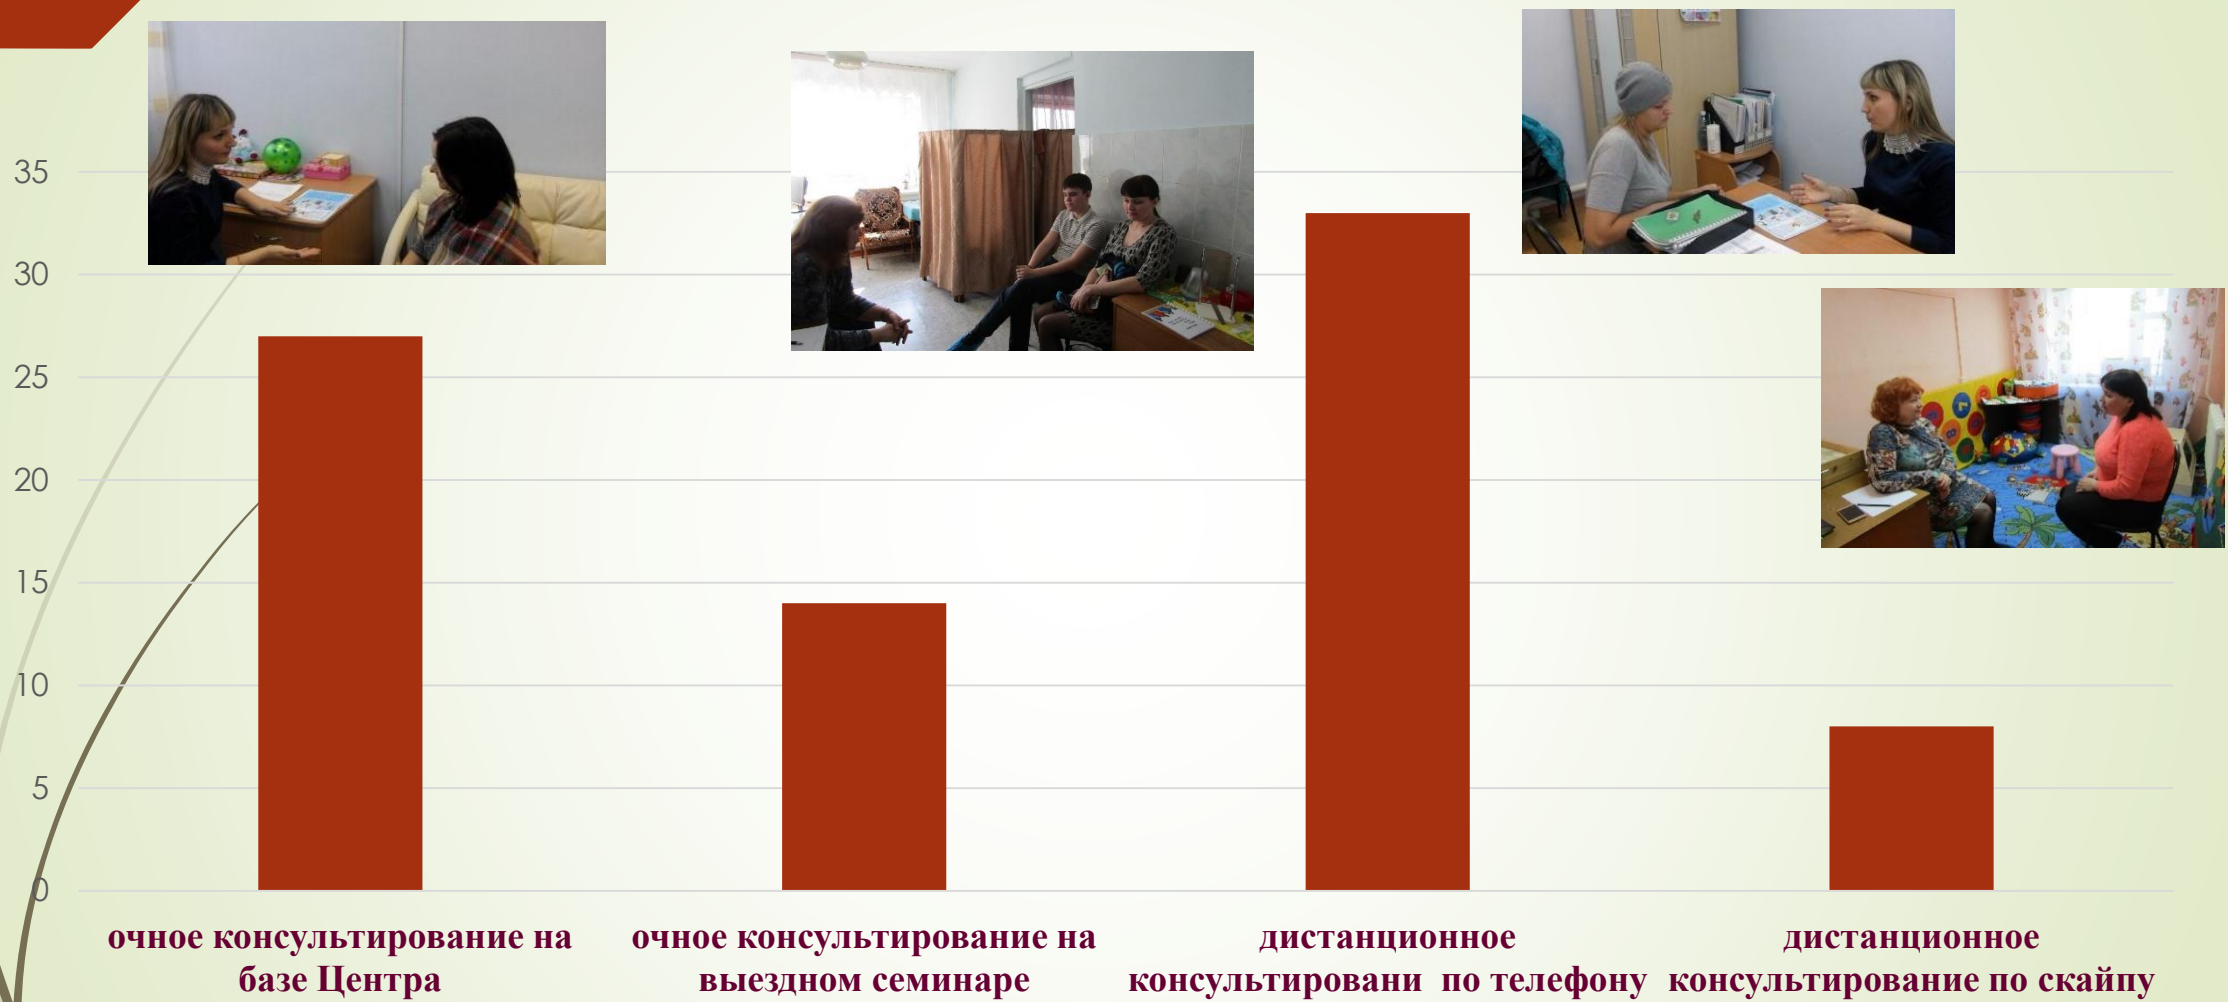 35
30
25
20
15
10
5
0
очное консультирование на
базе Центра
очное консультирование на
выездном семинаре
дистанционное
консультировани по телефону
дистанционное
консультирование по скайпу